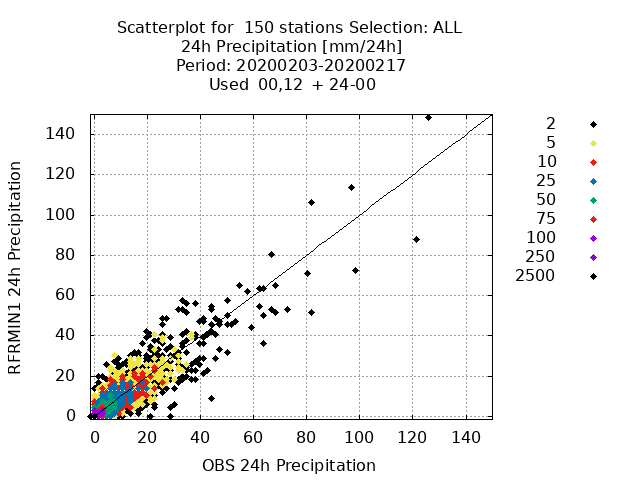 Scatterplot for  150 stations Selection: ALL
24h Precipitation [mm/24h]
Period: 20200203-20200217
Used  00,12  + 24-00
RFRMIN1 24h Precipitation
140
120
100
80
60
40
20
0
0 20 40 60 80 100 120 140
OBS 24h Precipitation
2
5
10
25
50
75
100
250
2500